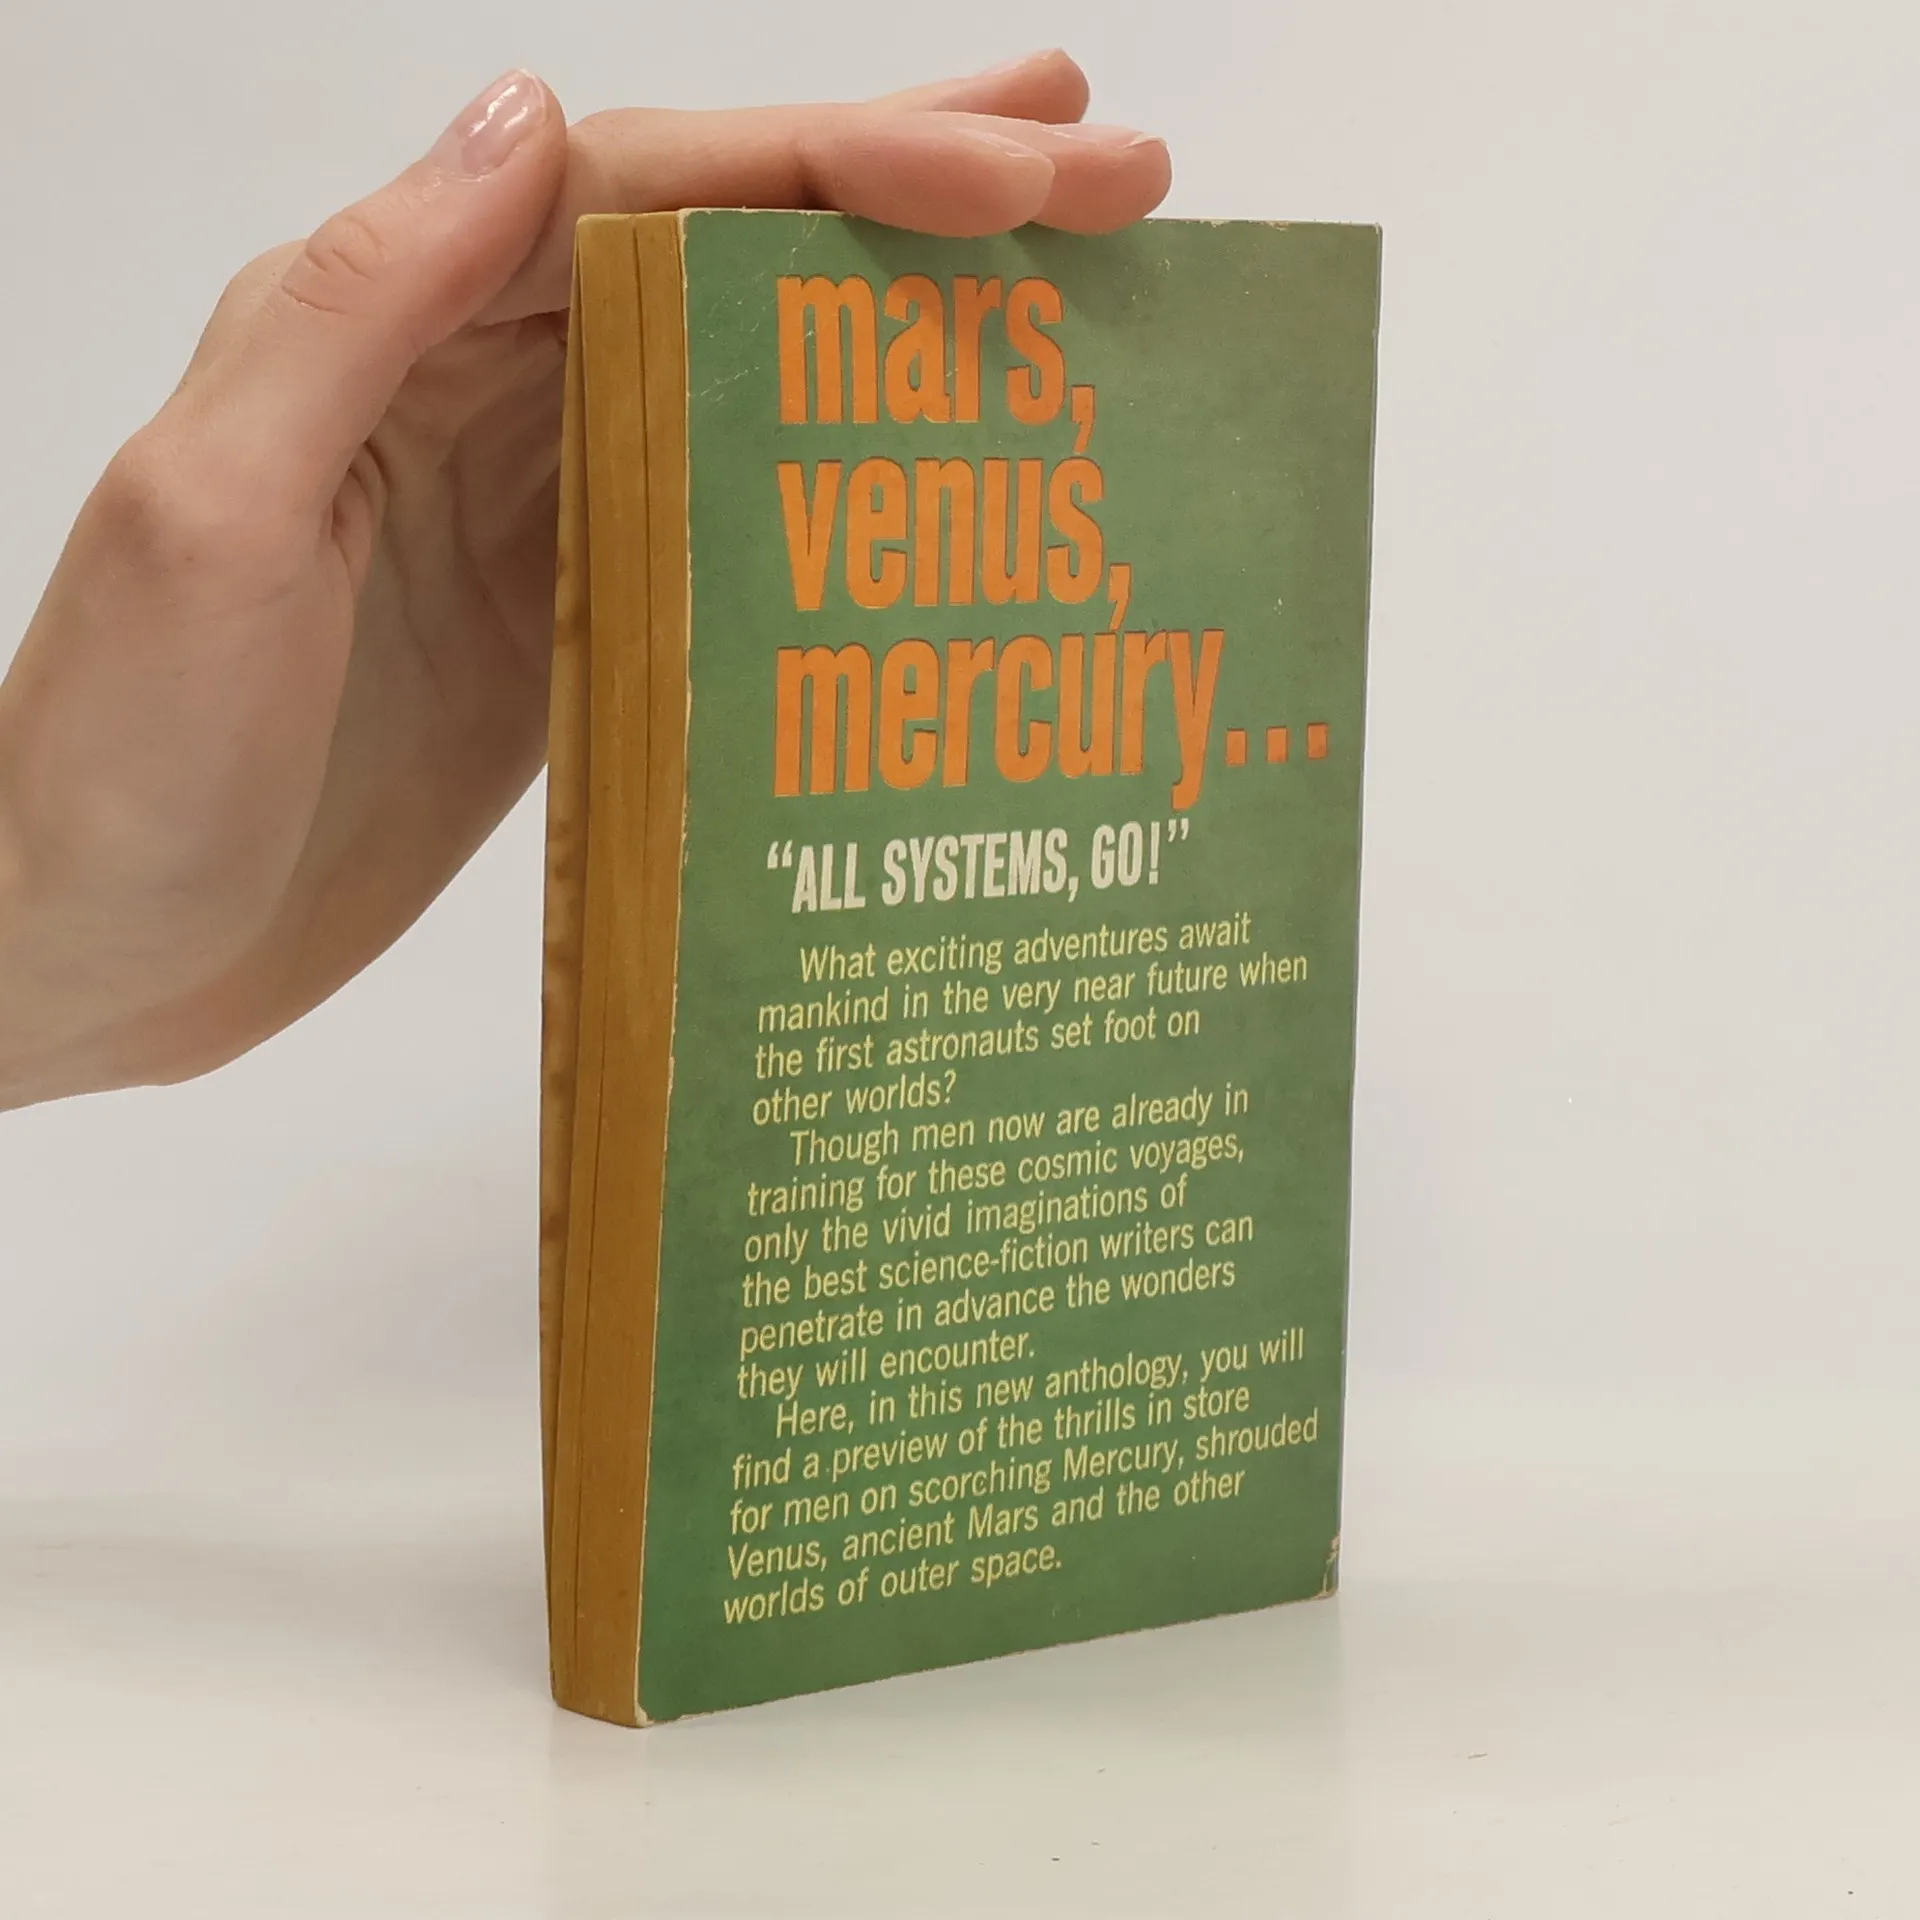 mars,
venus,
mercury...
“ALL SYSTEMS, GO!”
What exciting adventures await
mankind in the very near future when
the first astronauts set foot on
other worlds?
Though men now are already in
training for these cosmic voyages,
only the vivid imaginations of
the best science-fiction writers can
penetrate in advance the wonders
they will encounter.
Here, in this new anthology, you will
find a preview of the thrills in store
for men on scorching Mercury, shrouded
Venus, ancient Mars and the other
worlds of outer space.